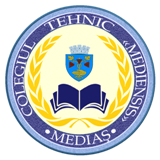 COLEGIUL TEHNIC «MEDIENSIS»
• MEDIAȘ •